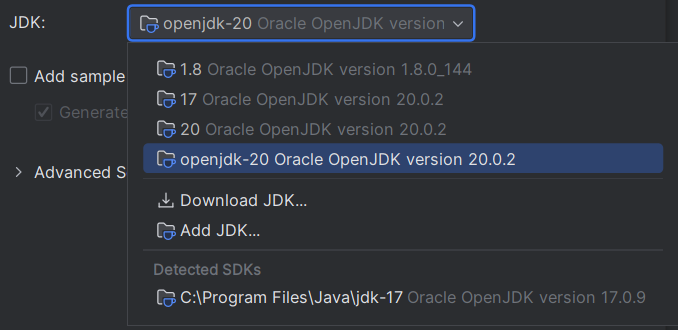 JDK: openjdk-20 Oracle OpenJDK version
1.8 Oracle OpenJDK version 1.8.0_144
Add sample
17 Oracle OpenJDK version 20.0.2
Generate
20 Oracle OpenJDK version 20.0.2
openjdk-20 Oracle OpenJDK version 20.0.2
Advanced S
Download JDK...
Add JDK...
Detected SDKs
C:\Program Files\Java\jdk-17 Oracle OpenJDK version 17.0.9